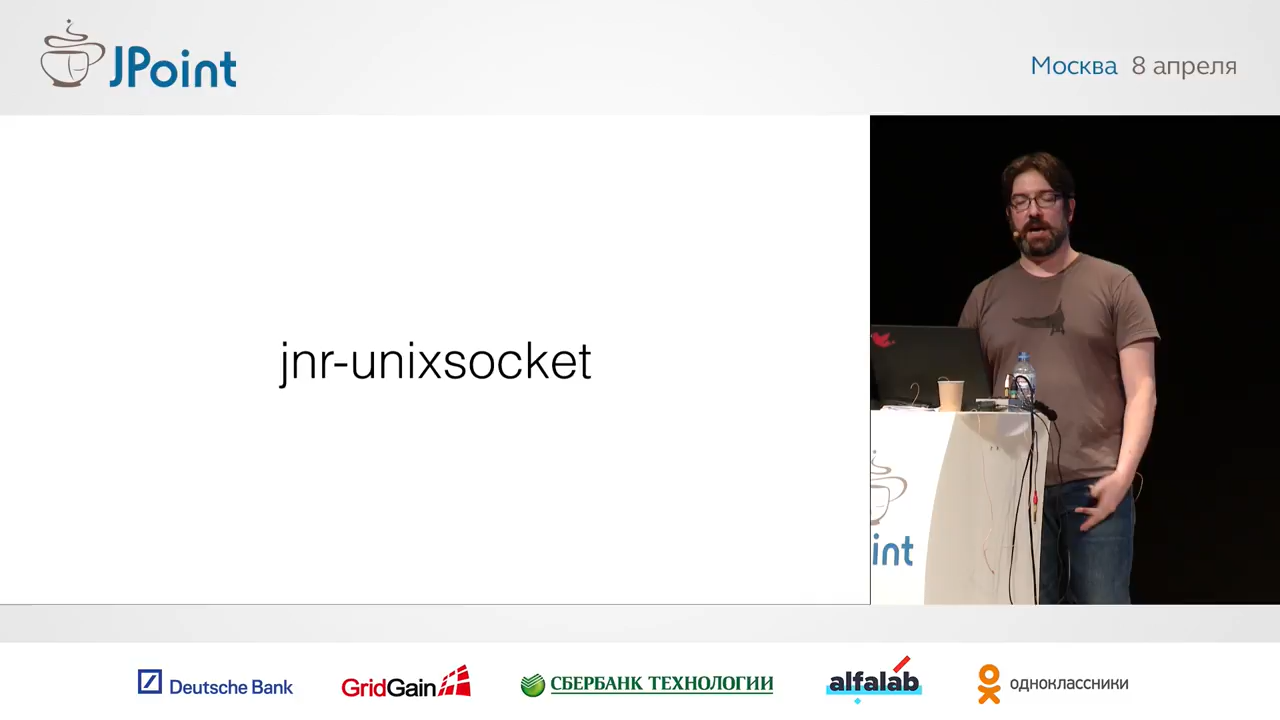 JPoint
Москва 8 апреля
jnr-unixsocket
int
Deutsche Bank
GridGain
СБЕРБАНК ТЕХНОЛОГИИ
alfalab
одноклассники